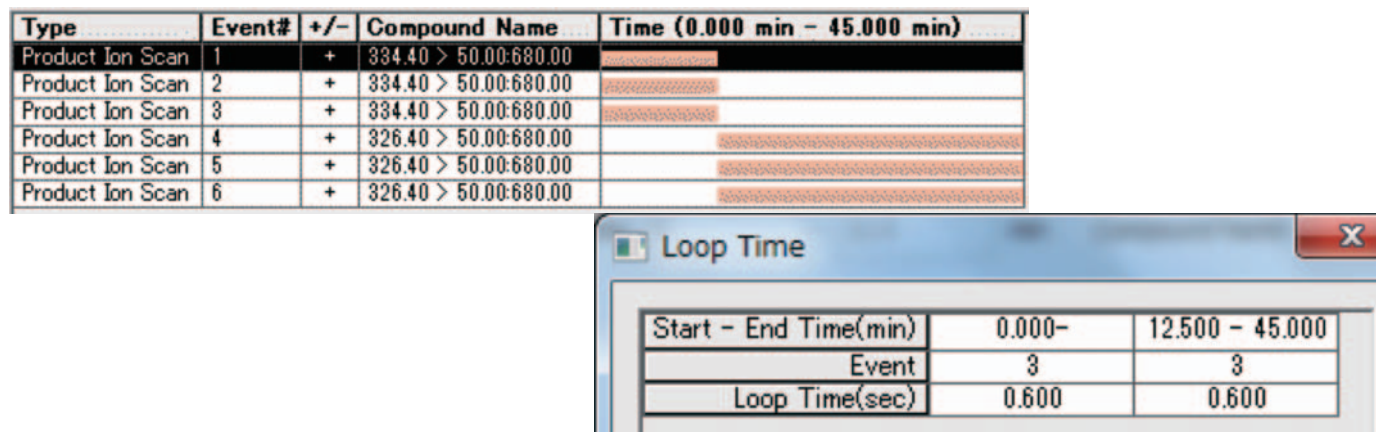 Type Event# +/- Compound Name Time (0.000 min - 45.000 min)
Product Ion Scan 1 + 334.40 > 50.00:680.00
Product Ion Scan 2 + 334.40 > 50.00:680.00
Product Ion Scan 3 + 334.40 > 50.00:680.00
Product Ion Scan 4 + 326.40 > 50.00:680.00
Product Ion Scan 5 + 326.40 > 50.00:680.00
Product Ion Scan 6 + 326.40 > 50.00:680.00
Loop Time
Start - End Time(min) 0.000- 12.500 - 45.000
Event 3 3
Loop Time(sec) 0.600 0.600